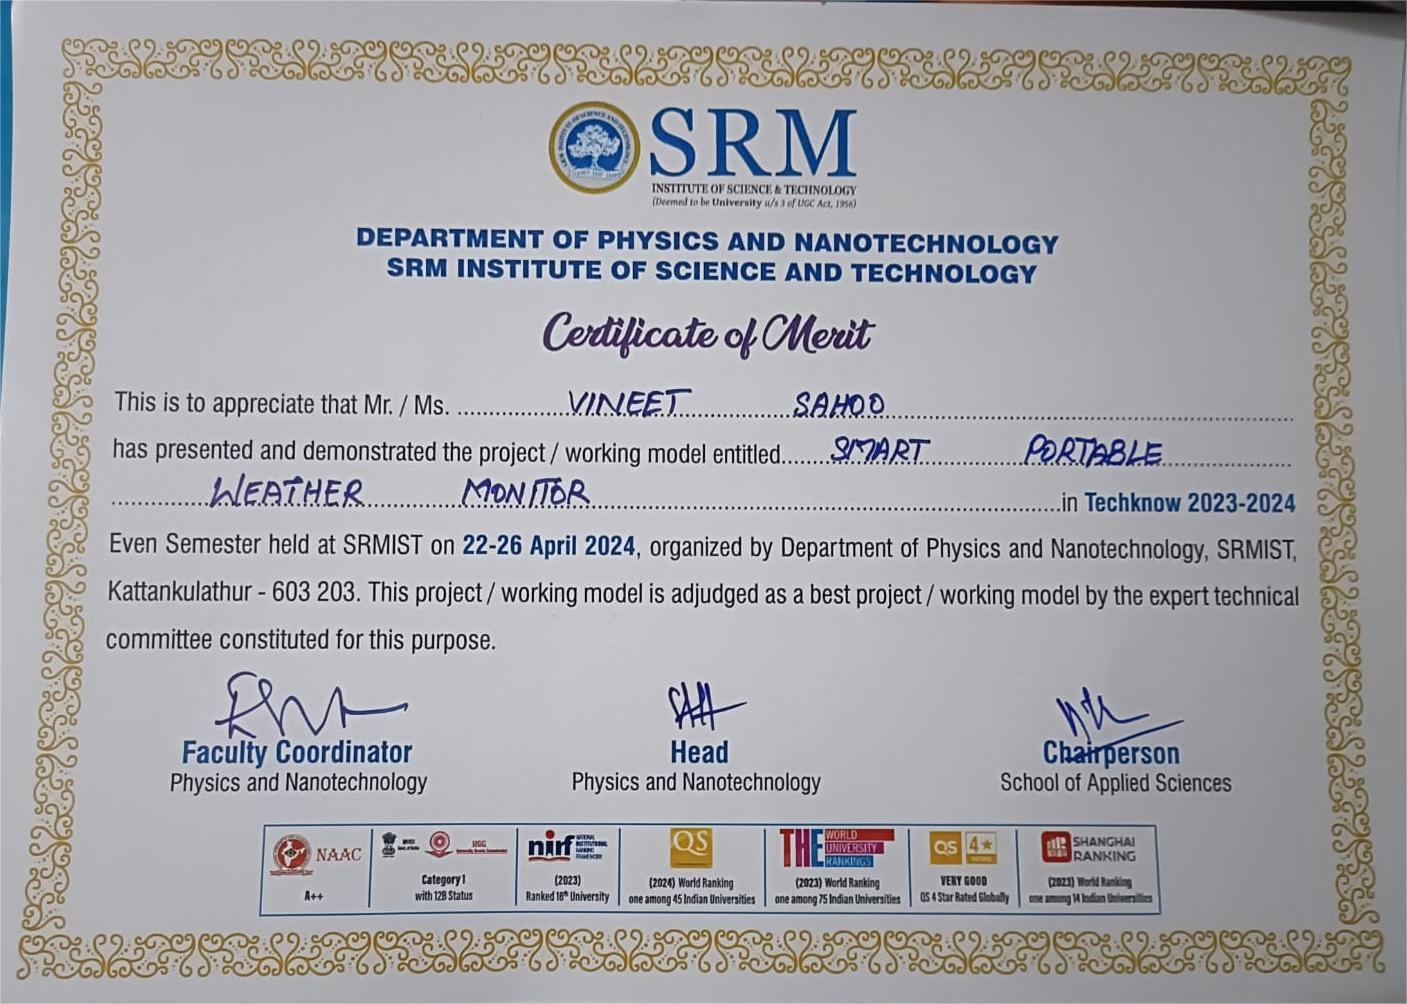 SRM
INSTITUTE OF SCIENCE & TECHNOLOGY
(Deemed to be University u/s 3 of UGC Act, 1956)
DEPARTMENT OF PHYSICS AND NANOTECHNOLOGY
SRM INSTITUTE OF SCIENCE AND TECHNOLOGY
Certificate of Merit
This is to appreciate that Mr. / Ms. VINEET SAHOO
has presented and demonstrated the project / working model entitled SMART PORTABLE
WEATHER MONITOR in Techknow 2023-2024
Even Semester held at SRMIST on 22-26 April 2024, organized by Department of Physics and Nanotechnology, SRMIST,
Kattankulathur - 603 203. This project / working model is adjudged as a best project / working model by the expert technical
committee constituted for this purpose.
Faculty Coordinator
Physics and Nanotechnology
Head
Physics and Nanotechnology
Chairperson
School of Applied Sciences
NAAC
A++
UGC
Category I
with 12B Status
nirf
NATIONAL INSTITUTIONAL RANKING FRAMEWORK
(2023)
Ranked 18th University
QS
(2024) World Ranking
one among 45 Indian Universities
THE WORLD UNIVERSITY RANKINGS
(2023) World Ranking
one among 75 Indian Universities
QS 4★
VERY GOOD
QS 4 Star Rated Globally
SHANGHAI
RANKING
(2023) World Ranking
one among 14 Indian Universities